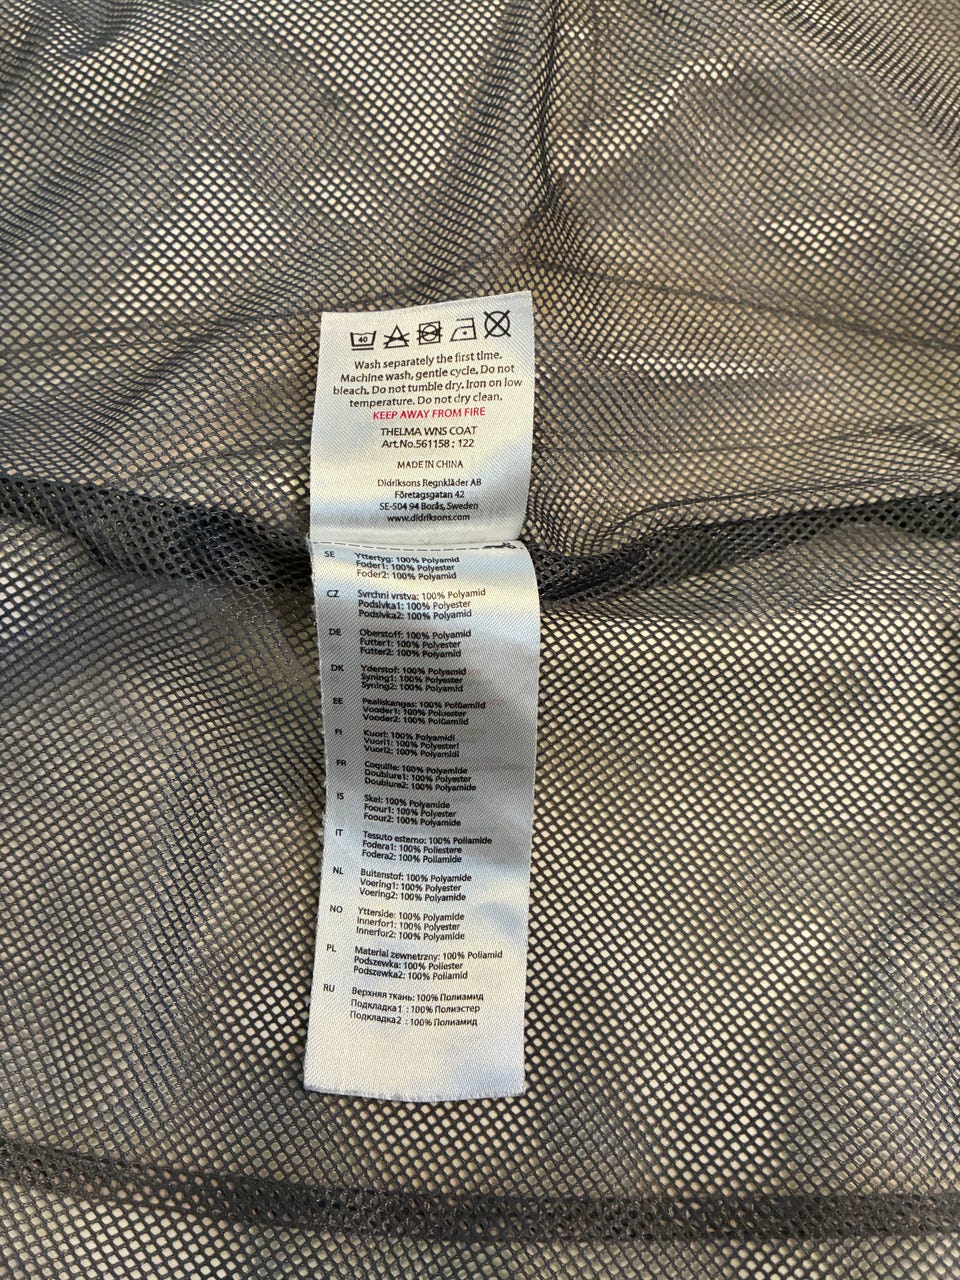 40
Wash separately the first time.
Machine wash, gentle cycle. Do not
bleach. Do not tumble dry. Iron on low
temperature. Do not dry clean.
KEEP AWAY FROM FIRE
THELMA WNS COAT
Art.No.561158 : 122
MADE IN CHINA
Didriksons Regnkläder AB
Företagsgatan 42
SE-504 94 Borås, Sweden
www.didriksons.com
SE Yttertyg: 100% Polyamid
Foder1: 100% Polyester
Foder2: 100% Polyamid
CZ Svrchni vrstva: 100% Polyamid
Podsivka1: 100% Polyester
Podsivka2: 100% Polyamid
DE Oberstoff: 100% Polyamid
Futter1: 100% Polyester
Futter2: 100% Polyamid
DK Yderstof: 100% Polyamid
Syning1: 100% Polyester
Syning2: 100% Polyamid
EE Pealiskangas: 100% Polüamiid
Vooder1: 100% Polüester
Vooder2: 100% Polüamiid
FI Kuori: 100% Polyamidi
Vuori1: 100% Polyesteri
Vuori2: 100% Polyamidi
FR Coquille: 100% Polyamide
Doublure1: 100% Polyester
Doublure2: 100% Polyamide
IS Skel: 100% Polyamide
Foour1: 100% Polyester
Foour2: 100% Polyamide
IT Tessuto esterno: 100% Poliamide
Fodera1: 100% Poliestere
Fodera2: 100% Poliamide
NL Buitenstof: 100% Polyamide
Voering1: 100% Polyester
Voering2: 100% Polyamide
NO Ytterside: 100% Polyamide
Innerfor1: 100% Polyester
Innerfor2: 100% Polyamide
PL Material zewnetrzny: 100% Poliamid
Podszewka: 100% Poliester
Podszewka2: 100% Poliamid
RU Верхняя ткань: 100% Полиамид
Подкладка1 : 100% Полиэстер
Подкладка2 : 100% Полиамид